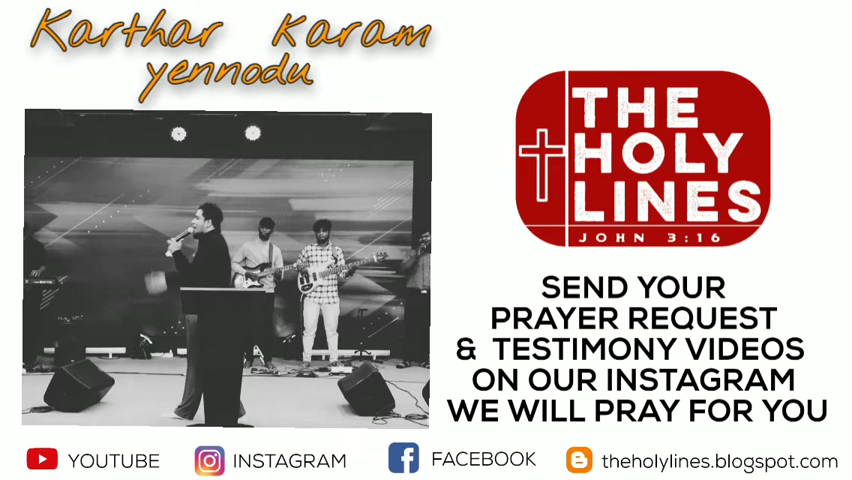 Karthar Karam
yennodu
THE
HOLY
LINES
JOHN 3:16
SEND YOUR
PRAYER REQUEST
& TESTIMONY VIDEOS
ON OUR INSTAGRAM
WE WILL PRAY FOR YOU
YOUTUBE INSTAGRAM FACEBOOK theholylines.blogspot.com